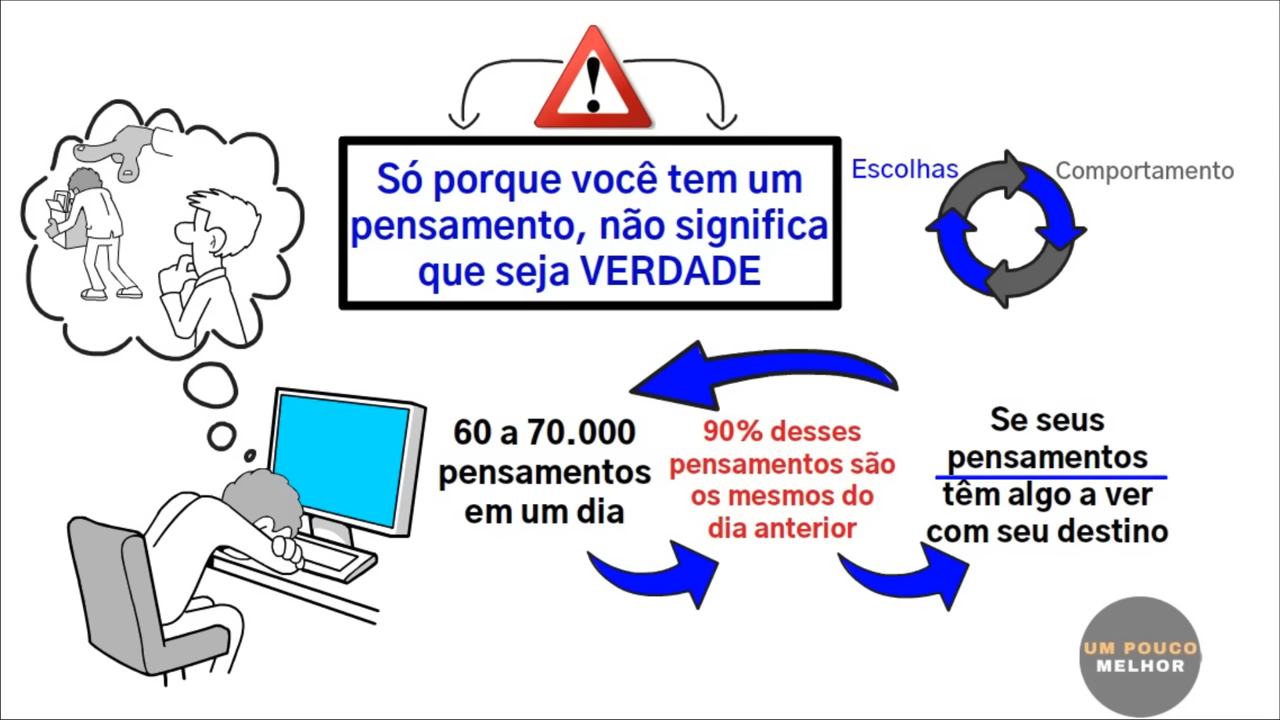 Só porque você tem um
pensamento, não significa
que seja VERDADE
Escolhas
Comportamento
60 a 70.000
pensamentos
em um dia
90% desses
pensamentos são
os mesmos do
dia anterior
Se seus
pensamentos
têm algo a ver
com seu destino
UM POUCO
MELHOR